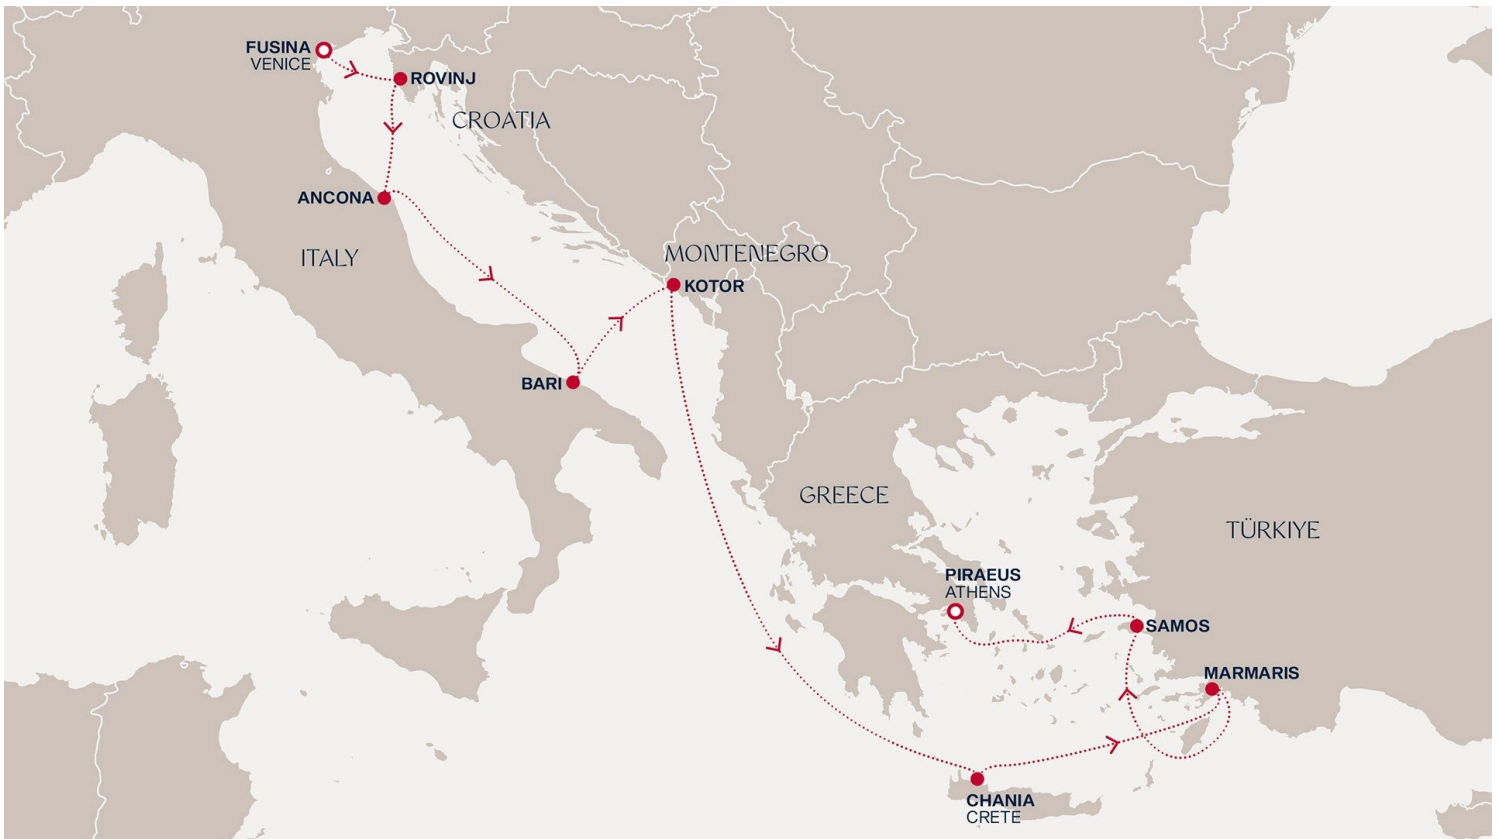 FUSINA
VENICE
ROVINJ
CROATIA
ANCONA
ITALY
MONTENEGRO
KOTOR
BARI
GREECE
TÜRKIYE
PIRAEUS
ATHENS
SAMOS
MARMARIS
CHANIA
CRETE